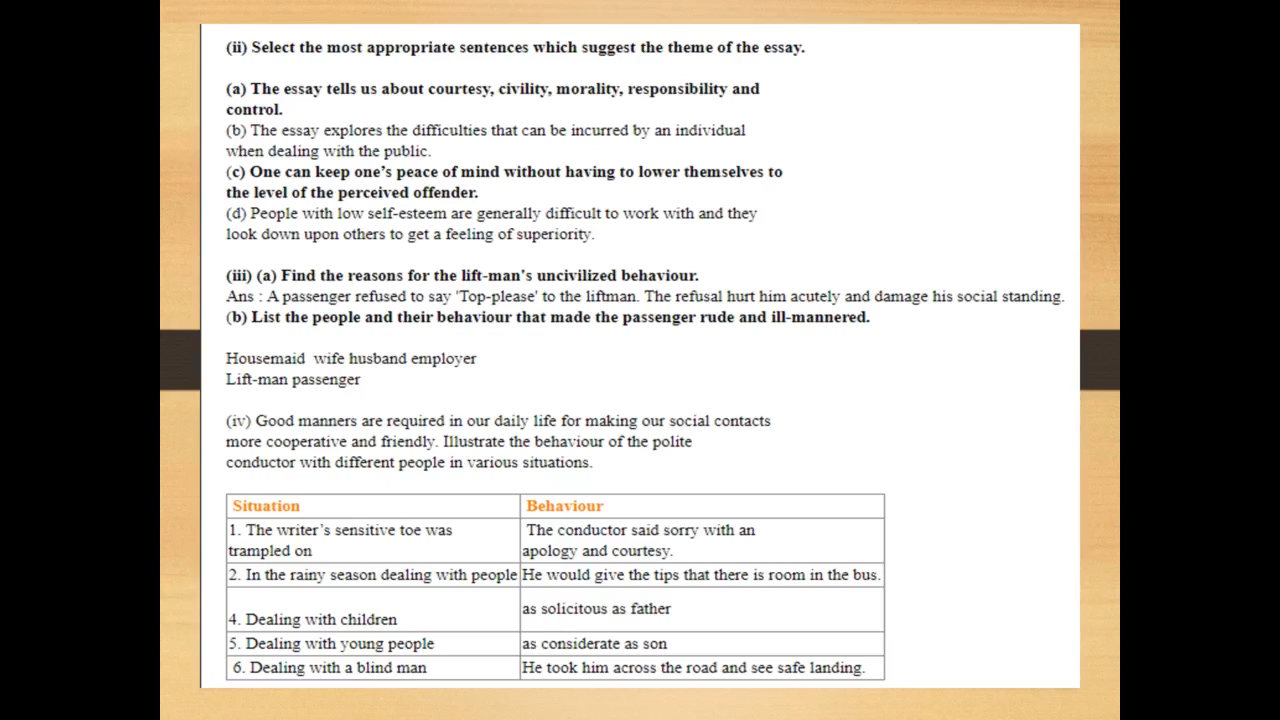 (ii) Select the most appropriate sentences which suggest the theme of the essay.
(a) The essay tells us about courtesy, civility, morality, responsibility and
control.
(b) The essay explores the difficulties that can be incurred by an individual
when dealing with the public.
(c) One can keep one’s peace of mind without having to lower themselves to
the level of the perceived offender.
(d) People with low self-esteem are generally difficult to work with and they
look down upon others to get a feeling of superiority.
(iii) (a) Find the reasons for the lift-man's uncivilized behaviour.
Ans : A passenger refused to say 'Top-please' to the liftman. The refusal hurt him acutely and damage his social standing.
(b) List the people and their behaviour that made the passenger rude and ill-mannered.
Housemaid wife husband employer
Lift-man passenger
(iv) Good manners are required in our daily life for making our social contacts
more cooperative and friendly. Illustrate the behaviour of the polite
conductor with different people in various situations.
Situation Behaviour
1. The writer’s sensitive toe was The conductor said sorry with an
trampled on apology and courtesy.
2. In the rainy season dealing with people He would give the tips that there is room in the bus.
4. Dealing with children as solicitous as father
5. Dealing with young people as considerate as son
6. Dealing with a blind man He took him across the road and see safe landing.